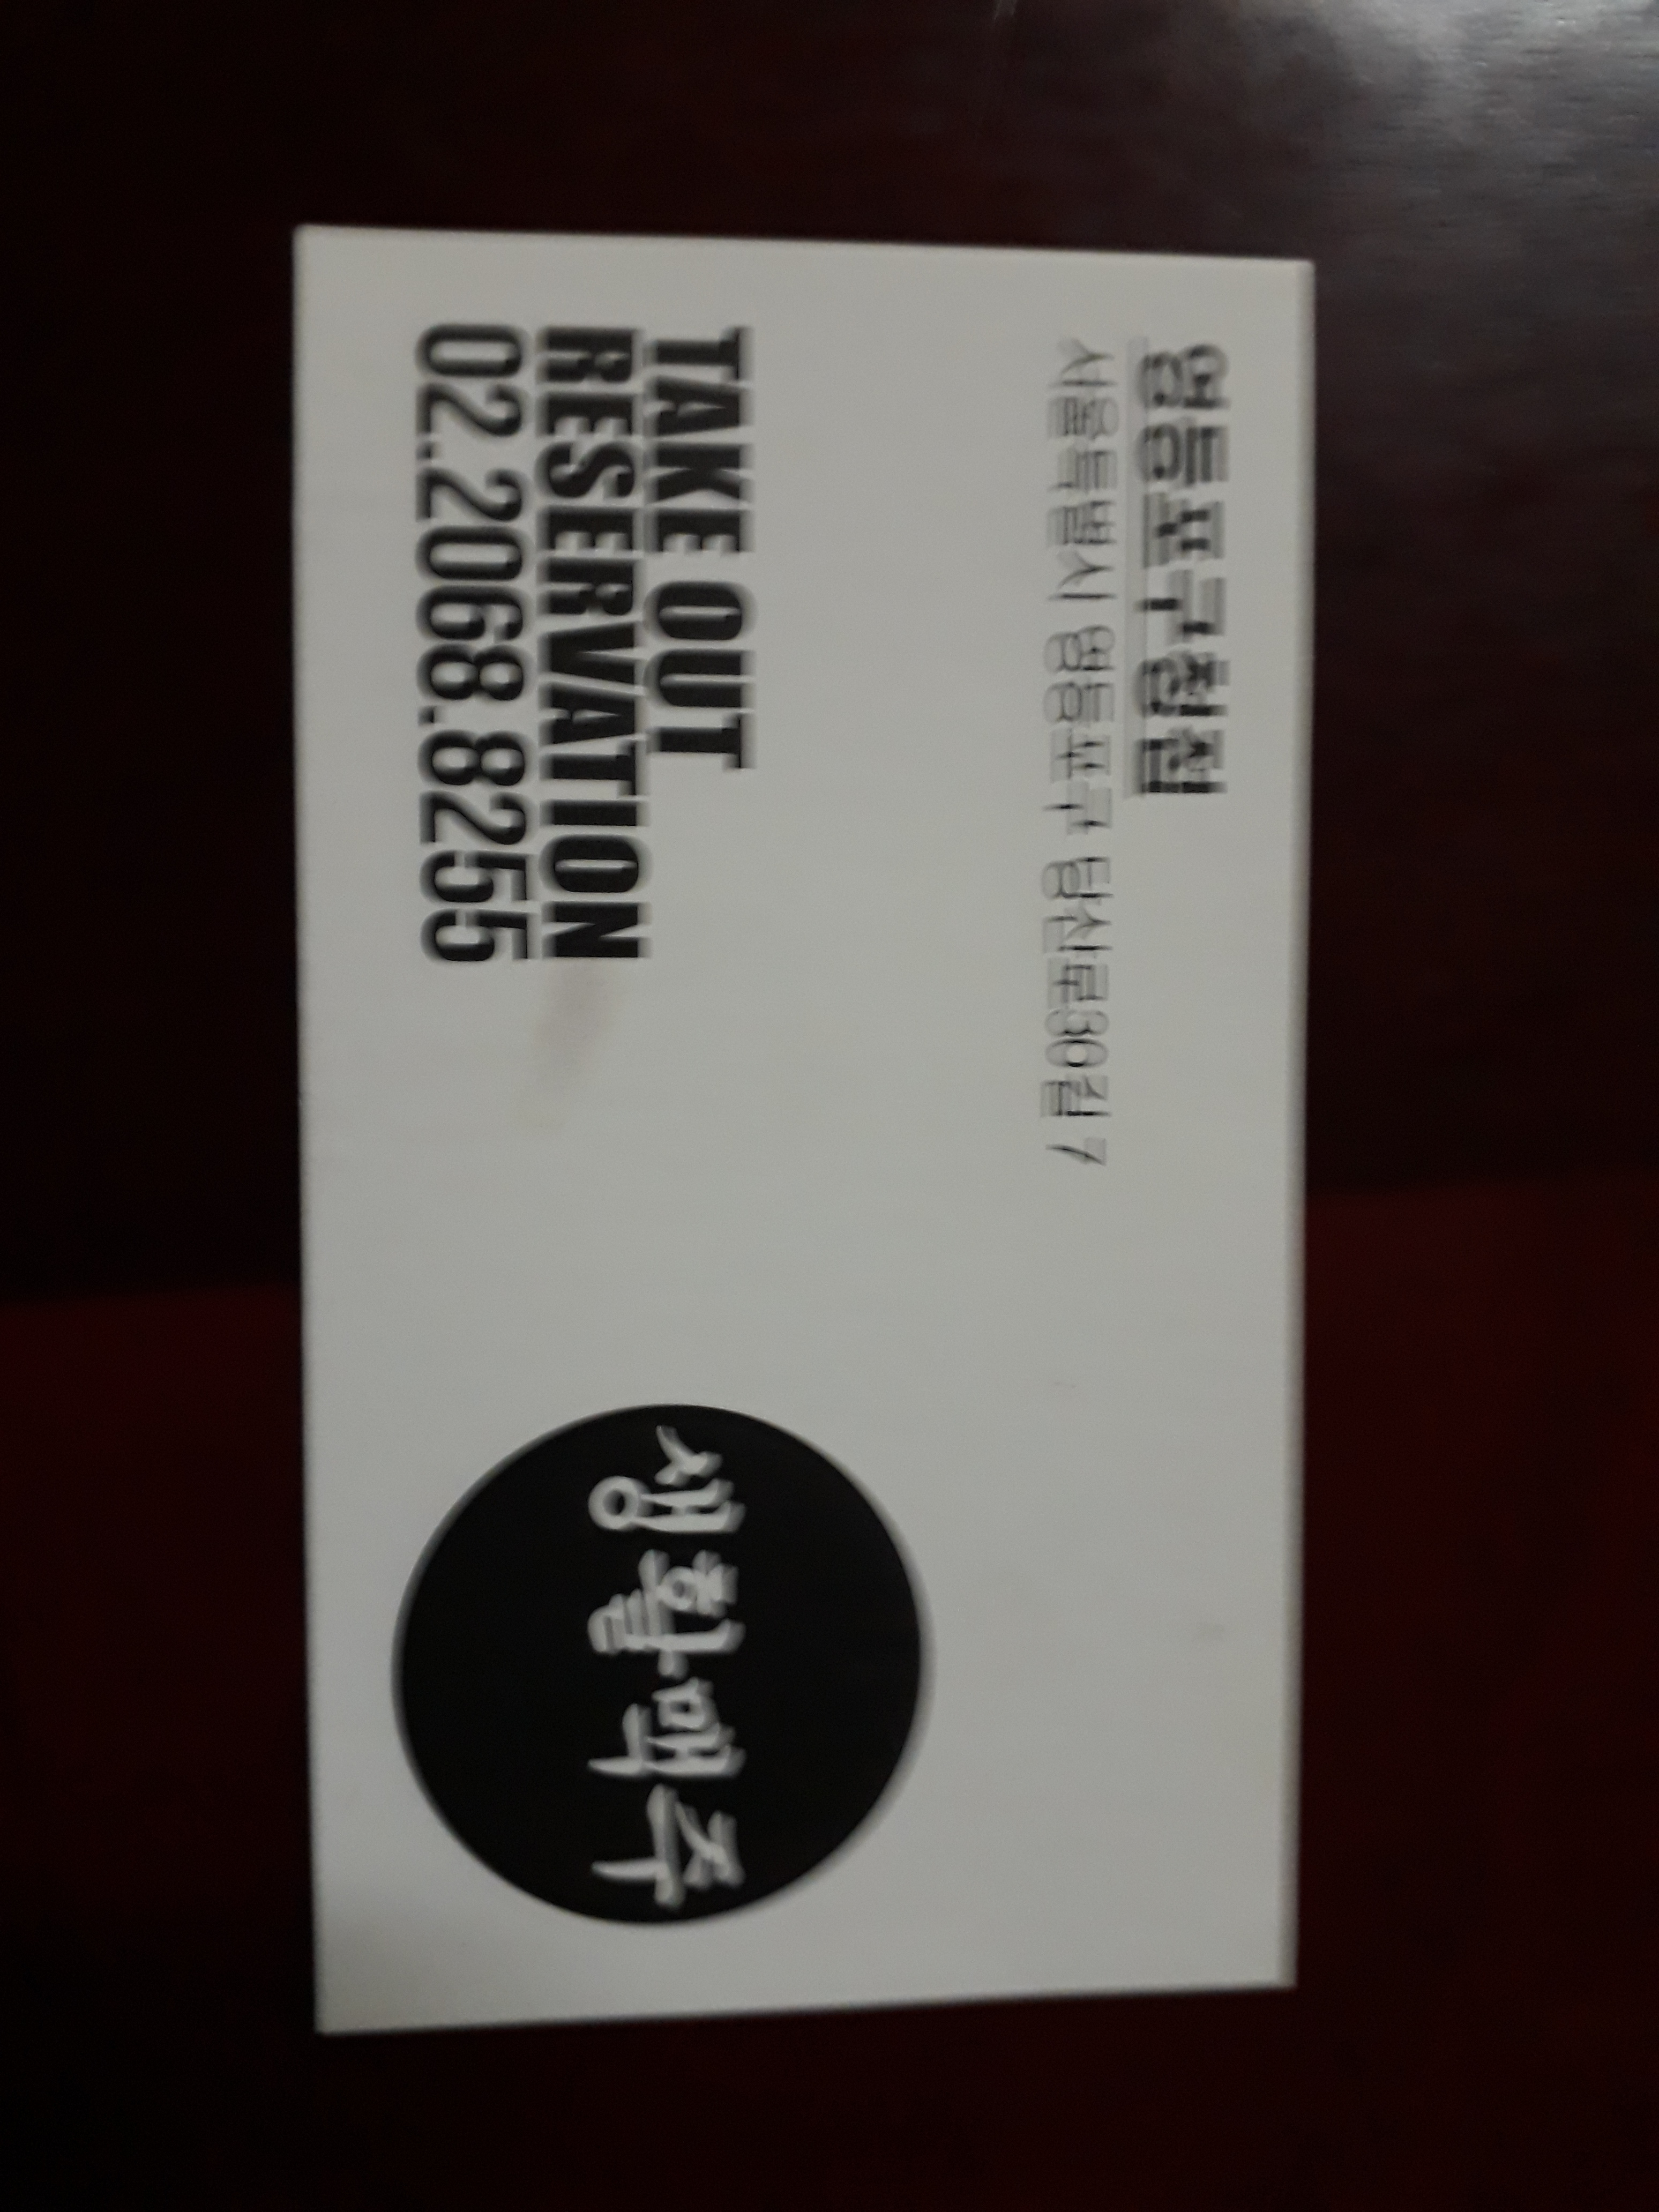 영등포구청점
서울특별시 영등포구 당산로30길 7
TAKE OUT
RESERVATION
02.2068.8255
생활맥주